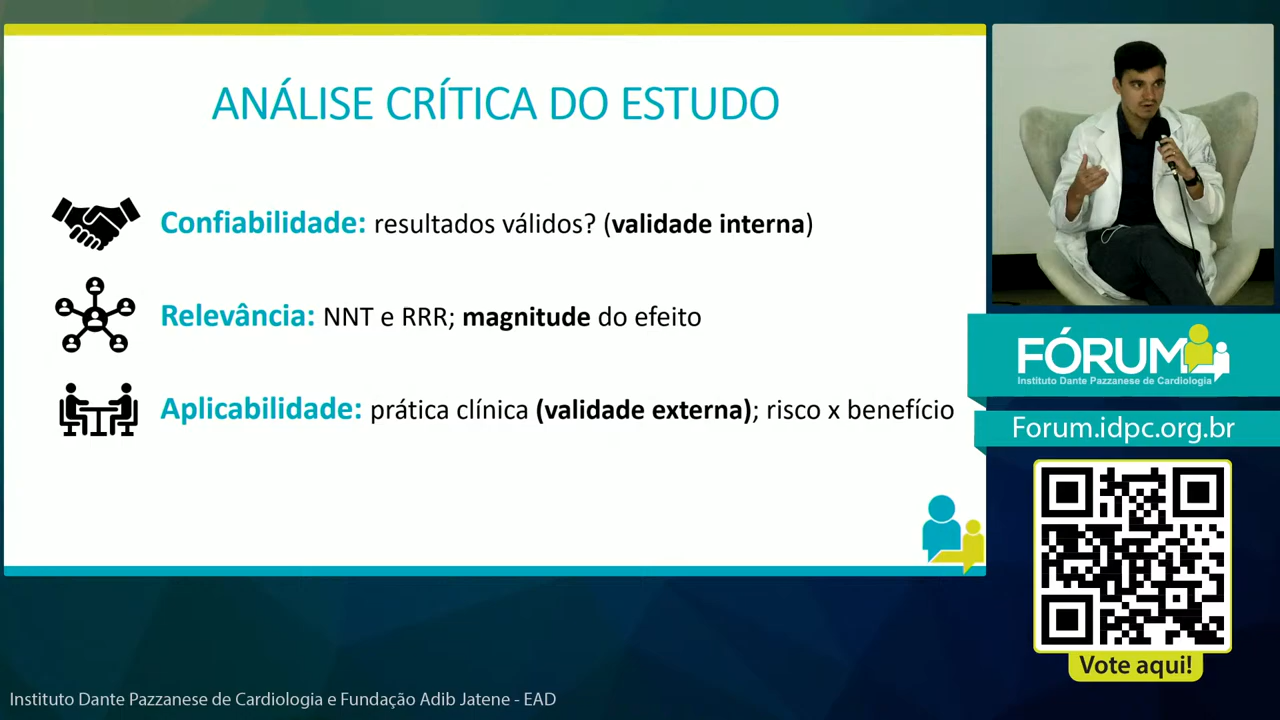 ANÁLISE CRÍTICA DO ESTUDO
Confiabilidade: resultados válidos? (validade interna)
Relevância: NNT e RRR; magnitude do efeito
Aplicabilidade: prática clínica (validade externa); risco x benefício
FÓRUM
Instituto Dante Pazzanese de Cardiologia
Forum.idpc.org.br
Vote aqui!
Instituto Dante Pazzanese de Cardiologia e Fundação Adib Jatene - EAD